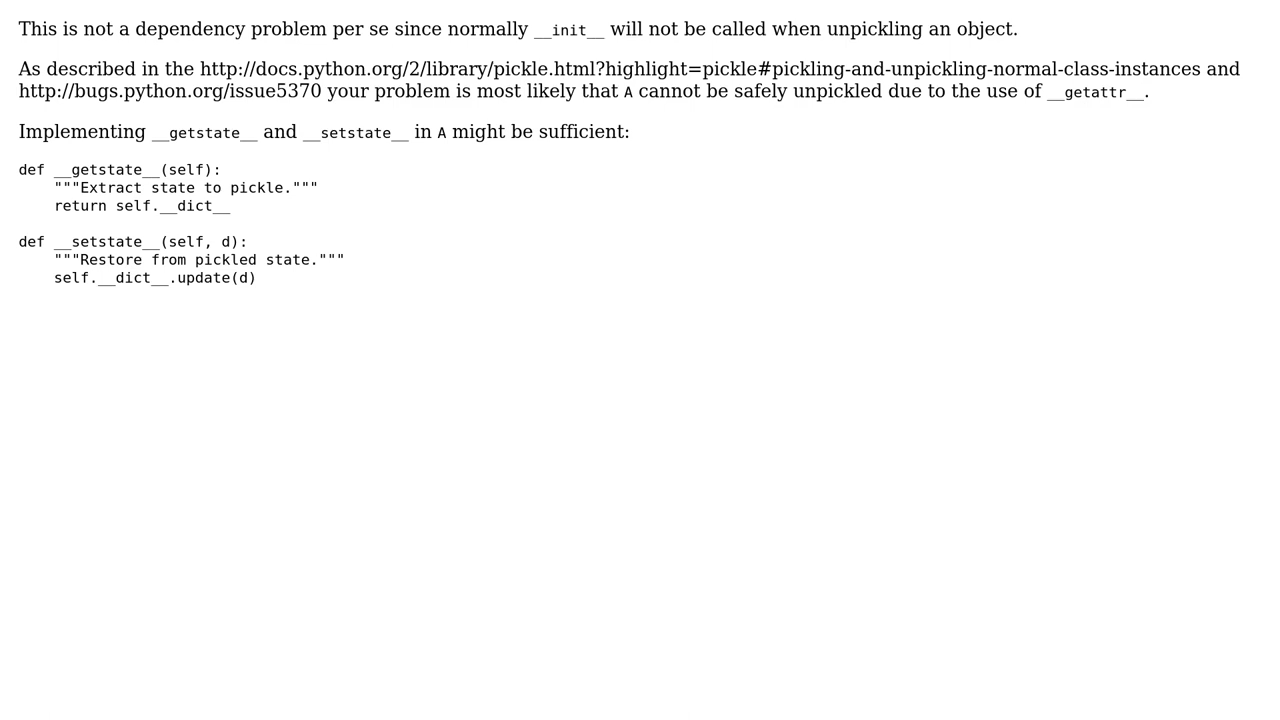 This is not a dependency problem per se since normally __init__ will not be called when unpickling an object.
As described in the http://docs.python.org/2/library/pickle.html?highlight=pickle#pickling-and-unpickling-normal-class-instances and
http://bugs.python.org/issue5370 your problem is most likely that A cannot be safely unpickled due to the use of __getattr__.
Implementing __getstate__ and __setstate__ in A might be sufficient:
def __getstate__(self):
    """Extract state to pickle."""
    return self.__dict__
def __setstate__(self, d):
    """Restore from pickled state."""
    self.__dict__.update(d)